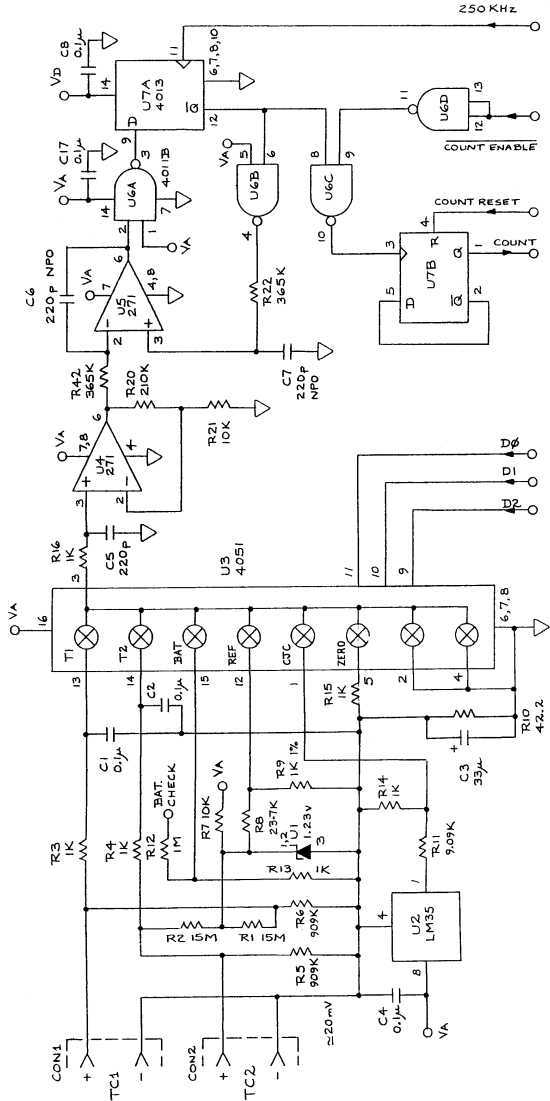 CON1
+
TC1
-
CON2
+
TC2
-
R3
1K
R4
1K
R12
1M
BAT.
CHECK
R2 15M
R1 15M
R7 10K
VA
R5
909K
R6
909K
R13
1K
R8
23.7K
U1
1,2
1.23V
3
R9
1K 1%
≃20mV
C4
0.1µ
VA
8
U2
LM35
4
1
R11
9.09K
R14
1K
C1
0.1µ
C2
0.1µ
R15
1K
+
C3
33µ
R10
42.2
VA
16
13
T1
14
T2
15
BAT
12
REF
1
CJC
5
ZERO
2
4
6,7,8
U3
4051
3
11
10
9
DØ
D1
D2
R16
1K
C5
220p
3
+
2
-
U4
271
VA
7,8
4
6
R20
210K
R21
10K
R42
365K
C6
220p NPO
2
-
3
+
U5
271
VA
7
4,8
6
C7
220p
NPO
R22
365K
VA
14
C17
0.1µ
2
1
U6A
4011B
3
7
VA
VD
14
C8
0.1µ
9
D
U7A
4013
Q
12
11
6,7,8,10
250 KHz
VA
5
6
U6B
4
8
9
U6C
10
11
U6D
13
12
COUNT ENABLE
3
5
D
U7B
R
4
Q
1
Q
2
COUNT RESET
COUNT